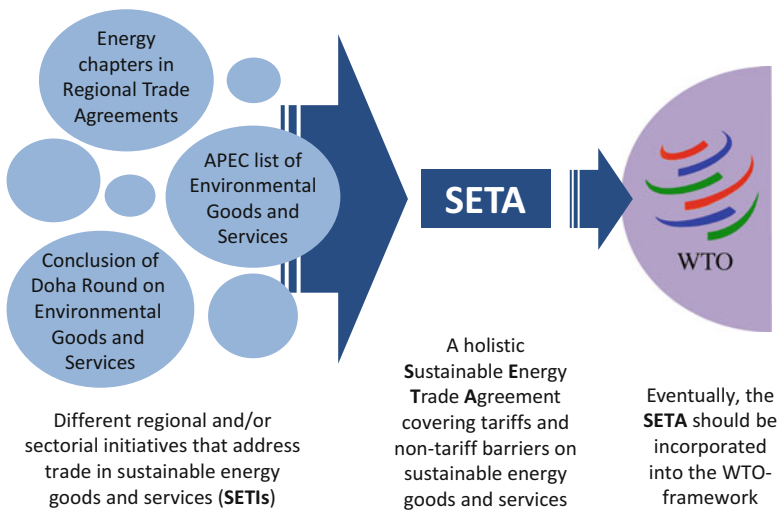 Energy
chapters in
Regional Trade
Agreements
APEC list of
Environmental
Goods and
Services
Conclusion of
Doha Round on
Environmental
Goods and
Services
Different regional and/or
sectorial initiatives that address
trade in sustainable energy
goods and services (SETIs)
SETA
A holistic
Sustainable Energy
Trade Agreement
covering tariffs and
non-tariff barriers on
sustainable energy
goods and services
WTO
Eventually, the
SETA should be
incorporated
into the WTO-
framework